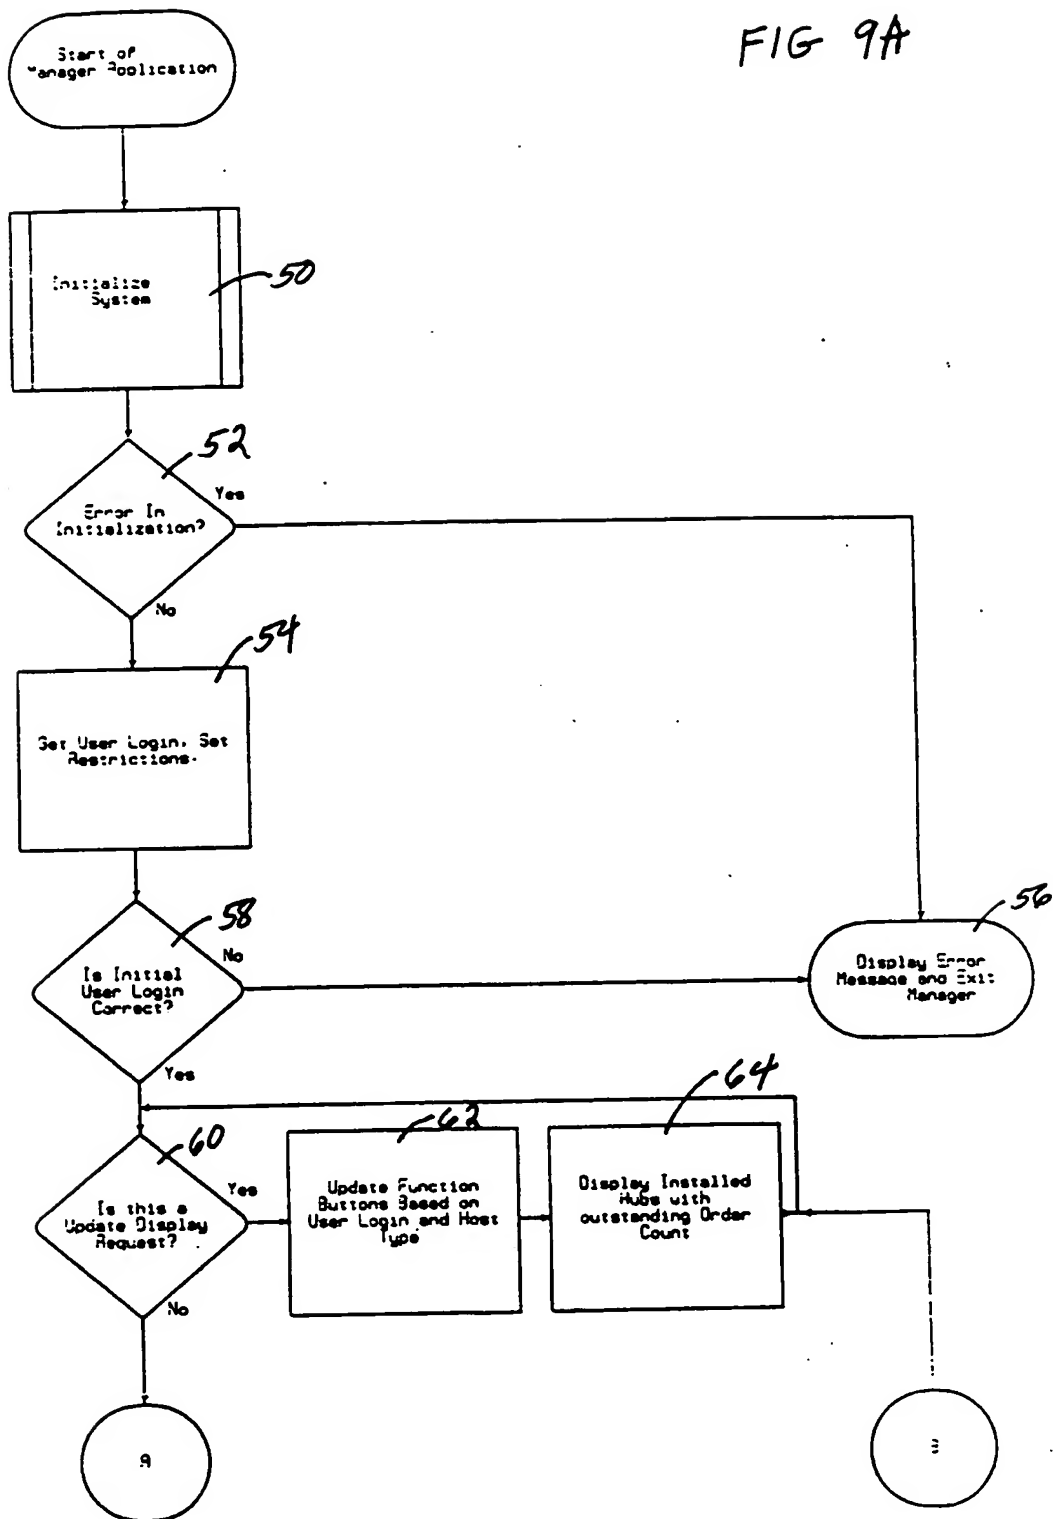 FIG 9A
Start of
Manager Application
Initialize
System
50
52
Yes
Error In
Initialization?
No
54
Get User Login, Set
Restrictions.
58
No
Is Initial
User Login
Correct?
Yes
56
Display Error
Message and Exit
Manager
64
62
60
Yes
Is this a
Update Display
Request?
No
Update Function
Buttons Based on
User Login and Host
Type
Display Installed
Hubs with
outstanding Order
Count
A